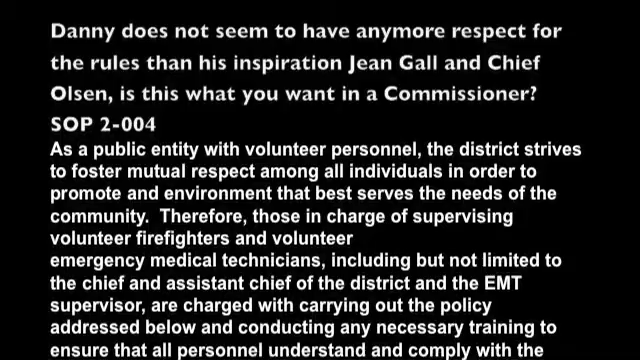 Danny does not seem to have anymore respect for
the rules than his inspiration Jean Gall and Chief
Olsen, is this what you want in a Commissioner?
SOP 2-004
As a public entity with volunteer personnel, the district strives
to foster mutual respect among all individuals in order to
promote and environment that best serves the needs of the
community.  Therefore, those in charge of supervising
volunteer firefighters and volunteer
emergency medical technicians, including but not limited to
the chief and assistant chief of the district and the EMT
supervisor, are charged with carrying out the policy
addressed below and conducting any necessary training to
ensure that all personnel understand and comply with the